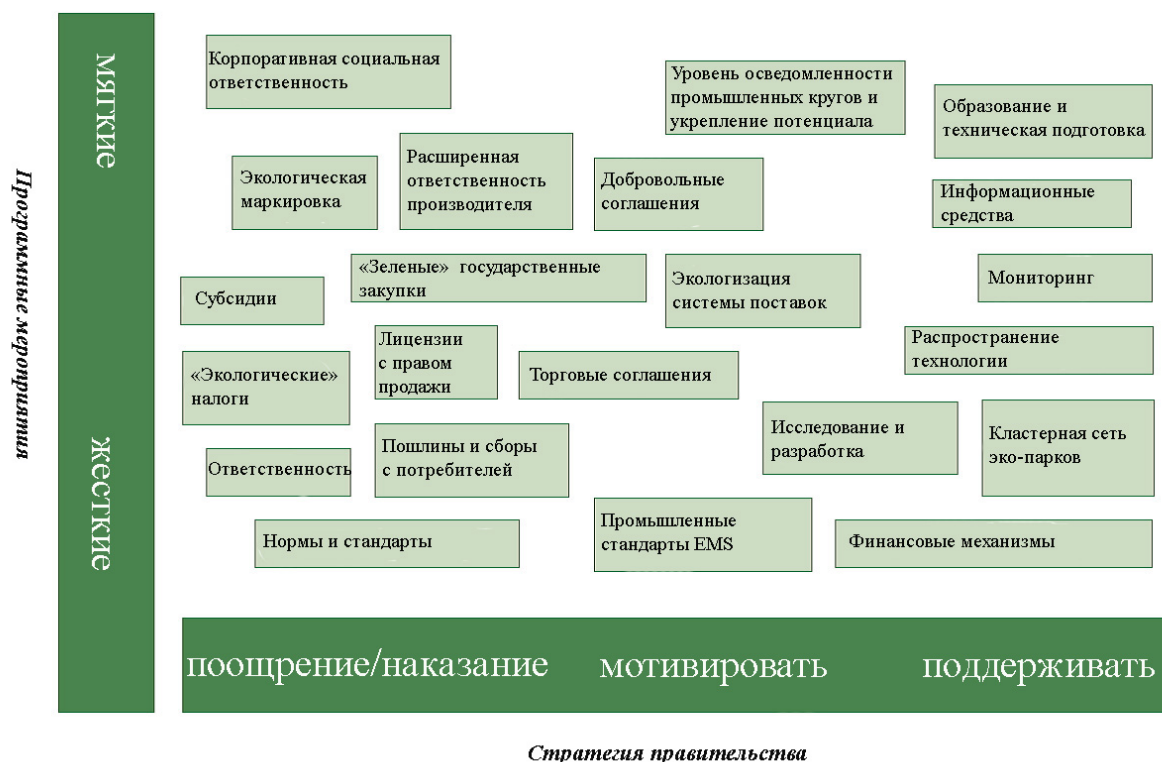 Программные мероприятия
мягкие
жесткие
Корпоративная социальная
ответственность
Уровень осведомленности
промышленных кругов и
укрепление потенциала
Образование и
техническая подготовка
Экологическая
маркировка
Расширенная
ответственность
производителя
Добровольные
соглашения
Информационные
средства
Субсидии
«Зеленые» государственные
закупки
Экологизация
системы поставок
Мониторинг
«Экологические»
налоги
Лицензии
с правом
продажи
Торговые соглашения
Распространение
технологии
Ответственность
Пошлины и сборы
с потребителей
Исследование и
разработка
Кластерная сеть
эко-парков
Нормы и стандарты
Промышленные
стандарты EMS
Финансовые механизмы
поощрение/наказание
мотивировать
поддерживать
Стратегия правительства